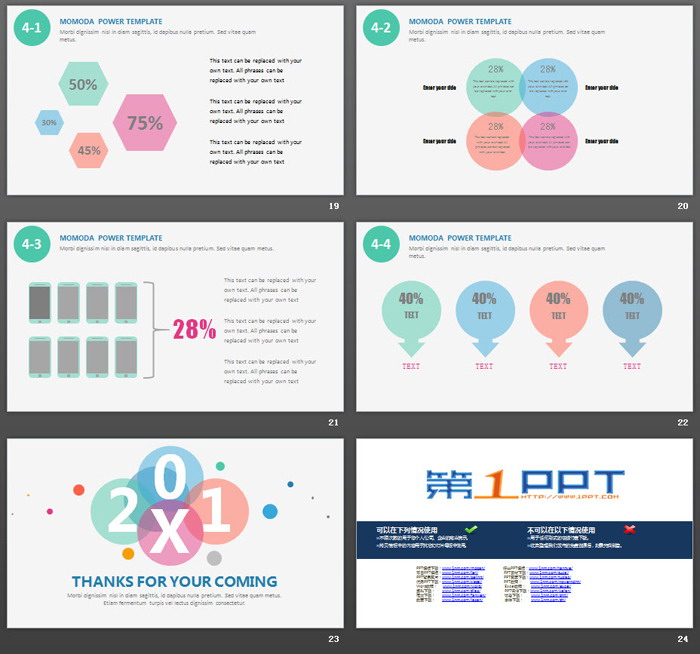 4-1
MOMODA POWER TEMPLATE
Morbi dignissim nisi in diam sagittis, id dapibus nulla pretium. Sed vitae quam
metus.
50%
30%
75%
45%
This text can be replaced with your
own text. All phrases can be
replaced with your own text
This text can be replaced with your
own text. All phrases can be
replaced with your own text
This text can be replaced with your
own text. All phrases can be
replaced with your own text
19
4-2
MOMODA POWER TEMPLATE
Morbi dignissim nisi in diam sagittis, id dapibus nulla pretium. Sed vitae quam
metus.
28%
28%
Enter your title
Enter your title
28%
28%
Enter your title
Enter your title
20
4-3
MOMODA POWER TEMPLATE
Morbi dignissim nisi in diam sagittis, id dapibus nulla pretium. Sed vitae quam metus.
28%
This text can be replaced with your
own text. All phrases can be
replaced with your own text
This text can be replaced with your
own text. All phrases can be
replaced with your own text
This text can be replaced with your
own text. All phrases can be
replaced with your own text
21
4-4
MOMODA POWER TEMPLATE
Morbi dignissim nisi in diam sagittis, id dapibus nulla pretium. Sed vitae quam
metus.
40% 40% 40% 40%
TEXT TEXT TEXT TEXT
TEXT TEXT TEXT TEXT
22
20X1
THANKS FOR YOUR COMING
Morbi dignissim nisi in diam sagittis, id dapibus nulla pretium. Sed vitae quam metus.
Etiam fermentum turpis vel lectus dignissim consectetur.
23
第1PPT
HTTP://WWW.1PPT.COM
可以在下列情况使用
不可以在以下情况使用
24